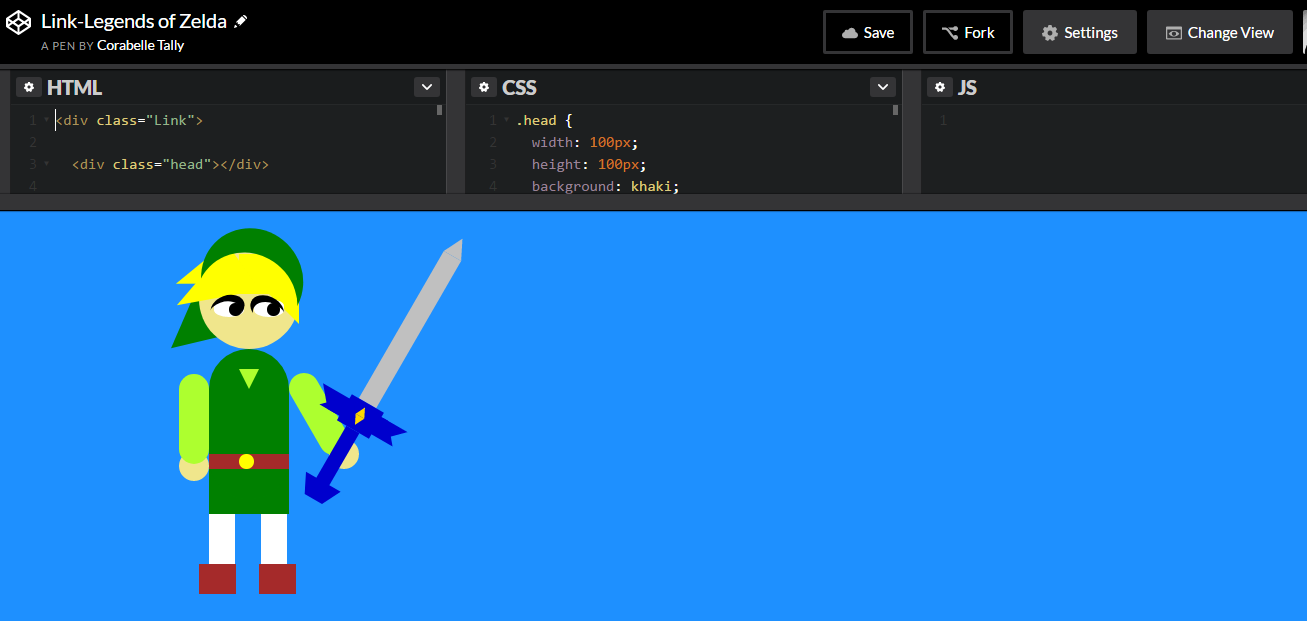 Link-Legends of Zelda
A PEN BY Corabelle Tally
Save
Fork
Settings
Change View
HTML
1 <div class="Link">
2
3 <div class="head"></div>
4
CSS
1 .head {
2 width: 100px;
3 height: 100px;
4 background: khaki;
JS
1